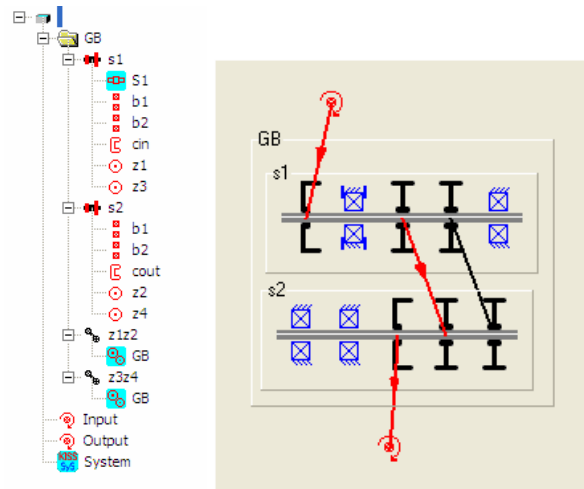 GB
s1
S1
b1
b2
cin
z1
z3
s2
b1
b2
cout
z2
z4
z1z2
GB
z3z4
GB
Input
Output
KISS
sys
System
GB
s1
s2